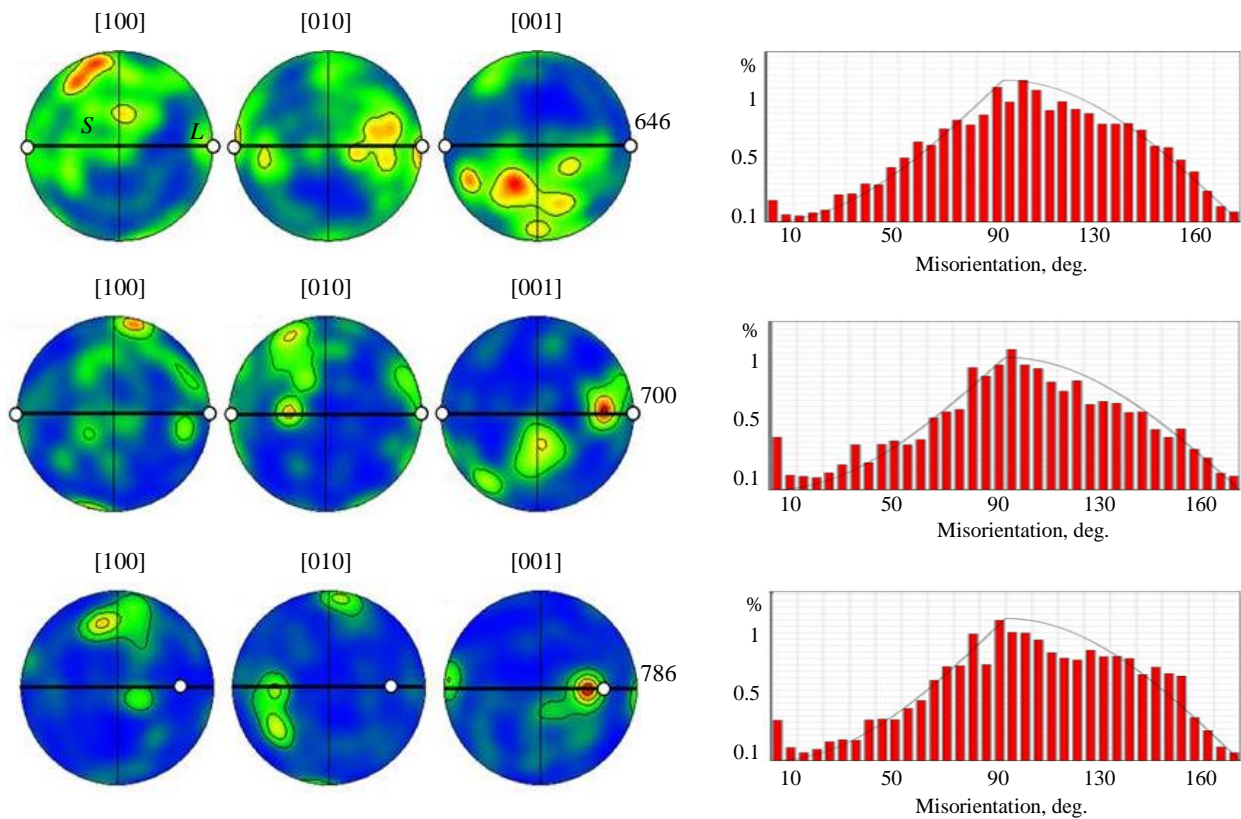 [100] [010] [001]
S L
646
%
1
0.5
0.1
10 50 90 130 160
Misorientation, deg.
[100] [010] [001]
700
%
1
0.5
0.1
10 50 90 130 160
Misorientation, deg.
[100] [010] [001]
786
%
1
0.5
0.1
10 50 90 130 160
Misorientation, deg.